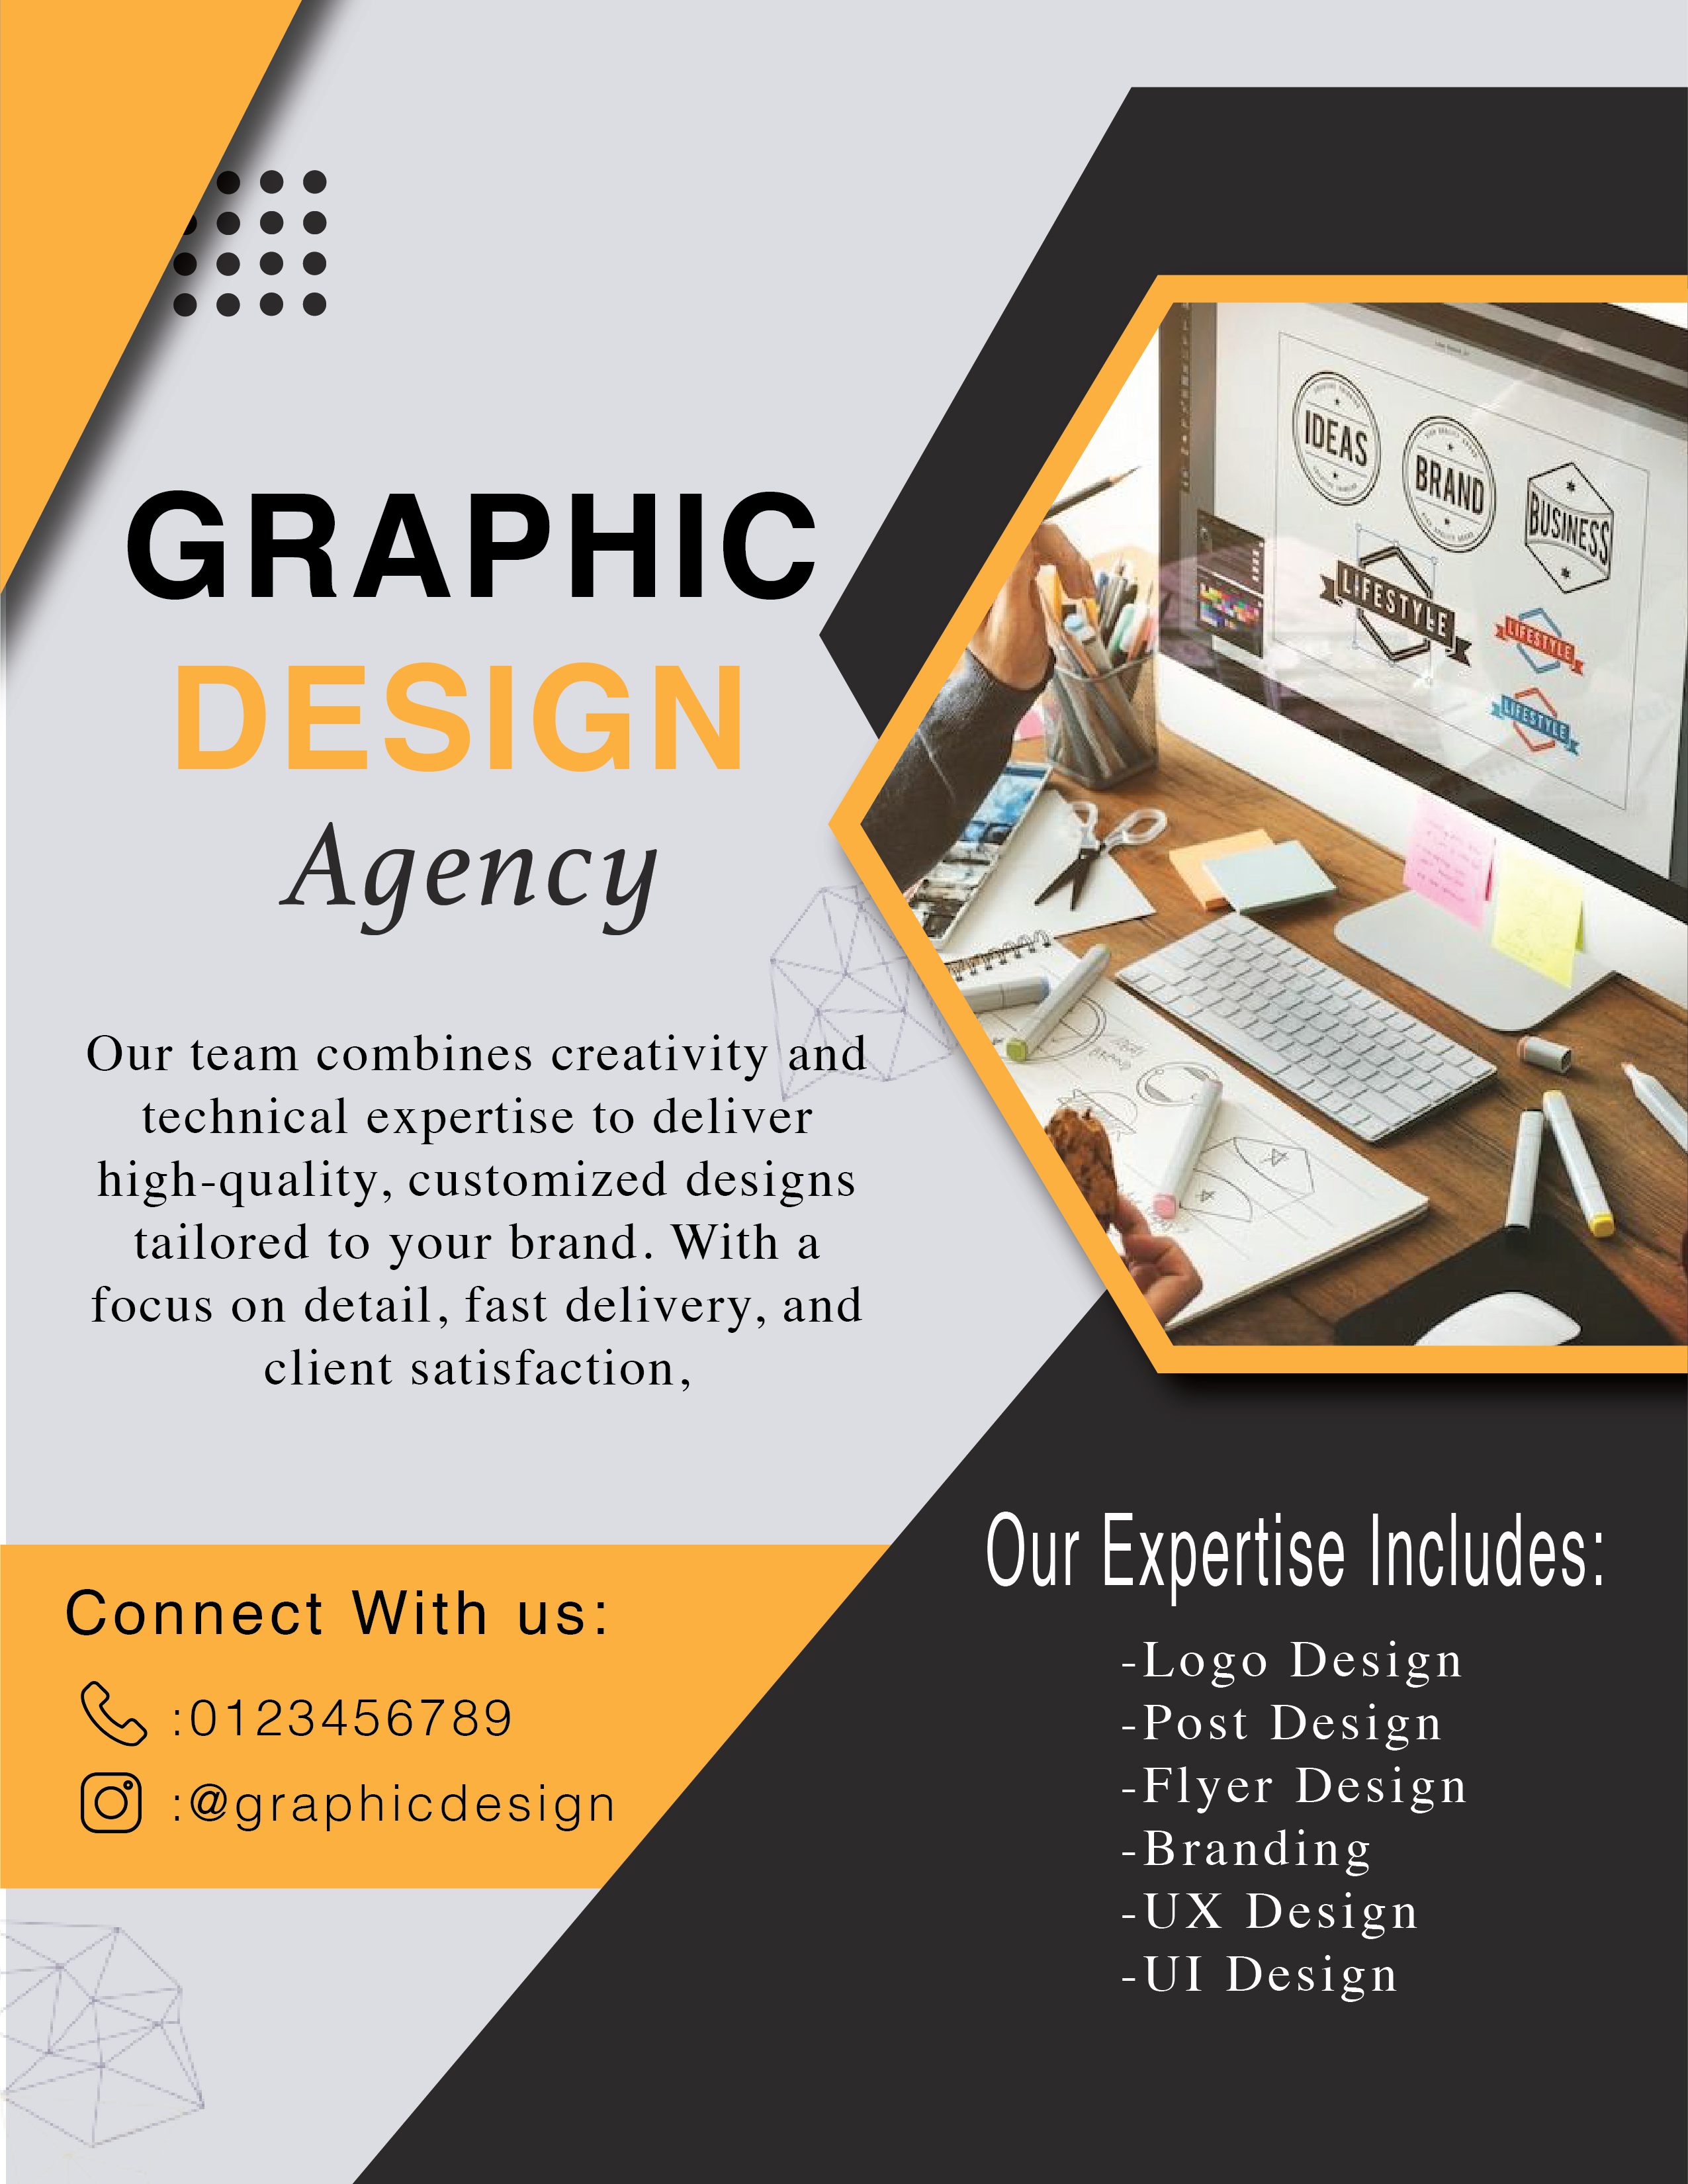 GRAPHIC
DESIGN
Agency
Our team combines creativity and
technical expertise to deliver
high-quality, customized designs
tailored to your brand. With a
focus on detail, fast delivery, and
client satisfaction,
IDEAS
BRAND
BUSINESS
LIFESTYLE
LIFESTYLE
LIFESTYLE
Connect With us:
:0123456789
:@graphicdesign
Our Expertise Includes:
-Logo Design
-Post Design
-Flyer Design
-Branding
-UX Design
-UI Design